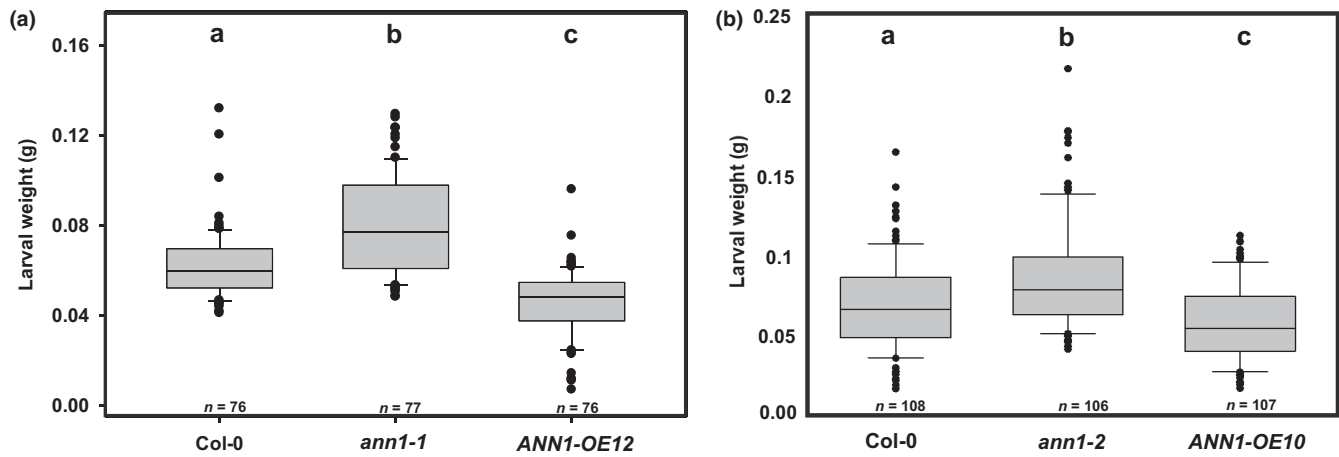 (a)
Larval weight (g)
0.16
0.12
0.08
0.04
0.00
a b c
n = 76 n = 77 n = 76
Col-0 ann1-1 ANN1-OE12
(b)
Larval weight (g)
0.25
0.2
0.15
0.1
0.05
0.00
a b c
n = 108 n = 106 n = 107
Col-0 ann1-2 ANN1-OE10